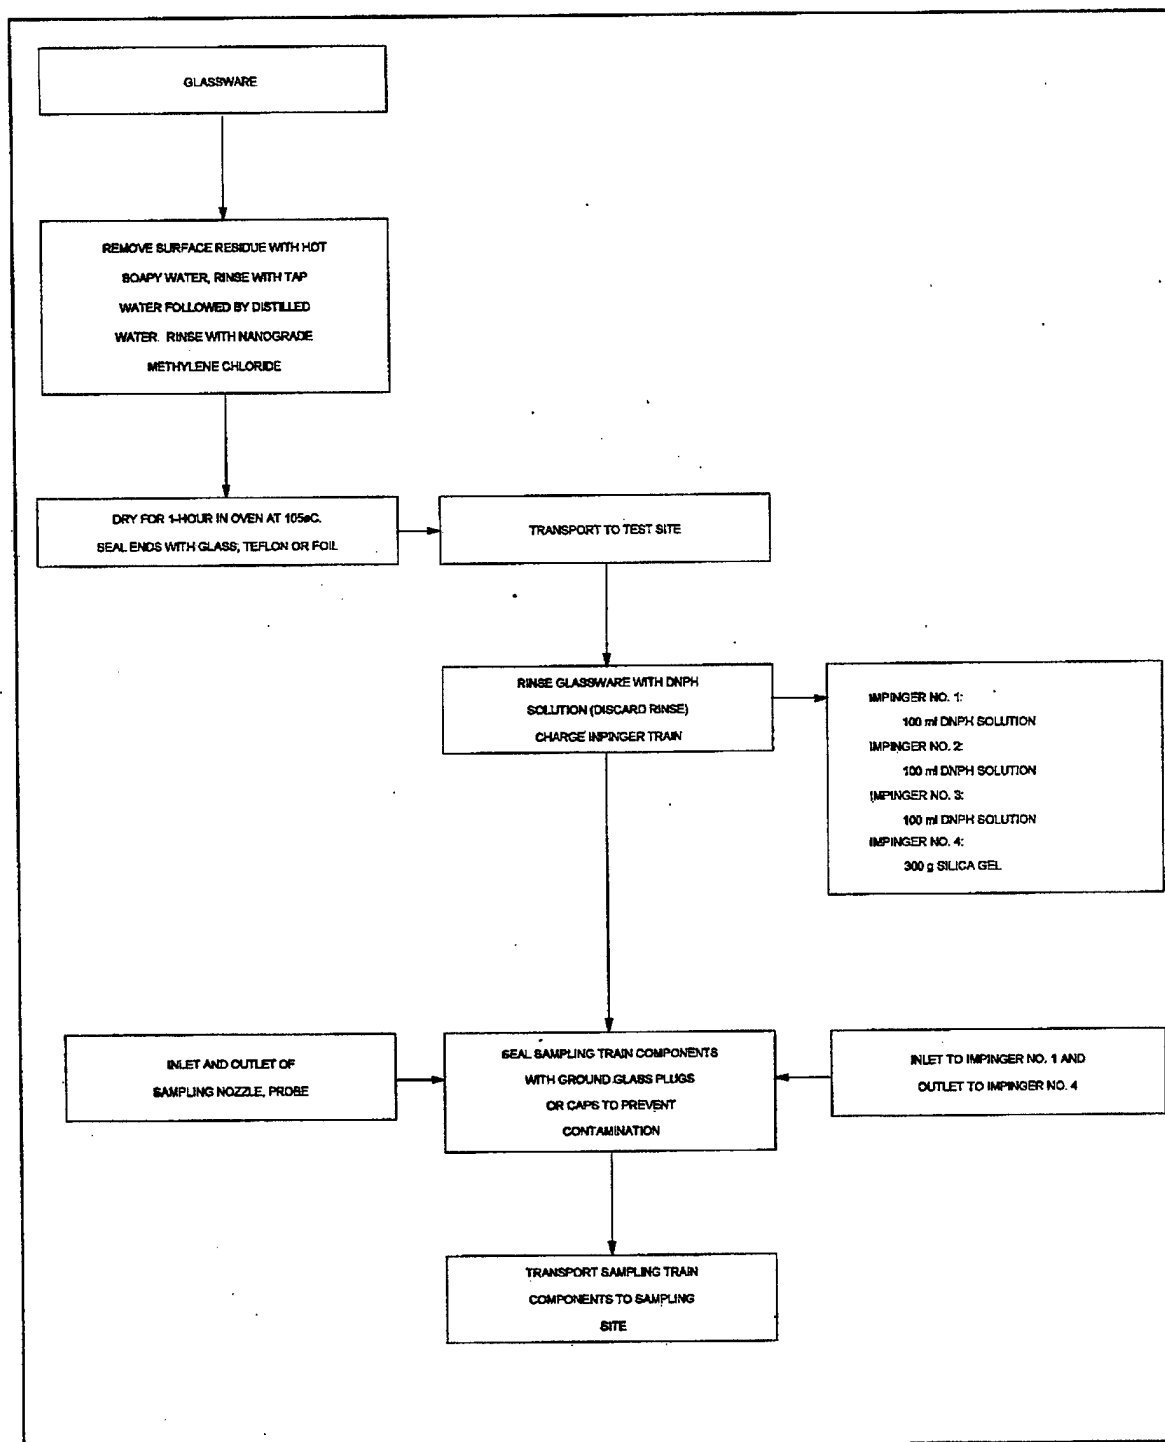 GLASSWARE
REMOVE SURFACE RESIDUE WITH HOT
SOAPY WATER, RINSE WITH TAP
WATER FOLLOWED BY DISTILLED
WATER. RINSE WITH NANOGRADE
METHYLENE CHLORIDE
DRY FOR 1-HOUR IN OVEN AT 105øC.
SEAL ENDS WITH GLASS, TEFLON OR FOIL
TRANSPORT TO TEST SITE
RINSE GLASSWARE WITH DNPH
SOLUTION (DISCARD RINSE)
CHARGE INPINGER TRAIN
IMPINGER NO. 1:
100 ml DNPH SOLUTION
IMPINGER NO. 2:
100 ml DNPH SOLUTION
IMPINGER NO. 3:
100 ml DNPH SOLUTION
IMPINGER NO. 4:
300 g SILICA GEL
INLET AND OUTLET OF
SAMPLING NOZZLE, PROBE
SEAL SAMPLING TRAIN COMPONENTS
WITH GROUND GLASS PLUGS
OR CAPS TO PREVENT
CONTAMINATION
INLET TO IMPINGER NO. 1 AND
OUTLET TO IMPINGER NO. 4
TRANSPORT SAMPLING TRAIN
COMPONENTS TO SAMPLING
SITE